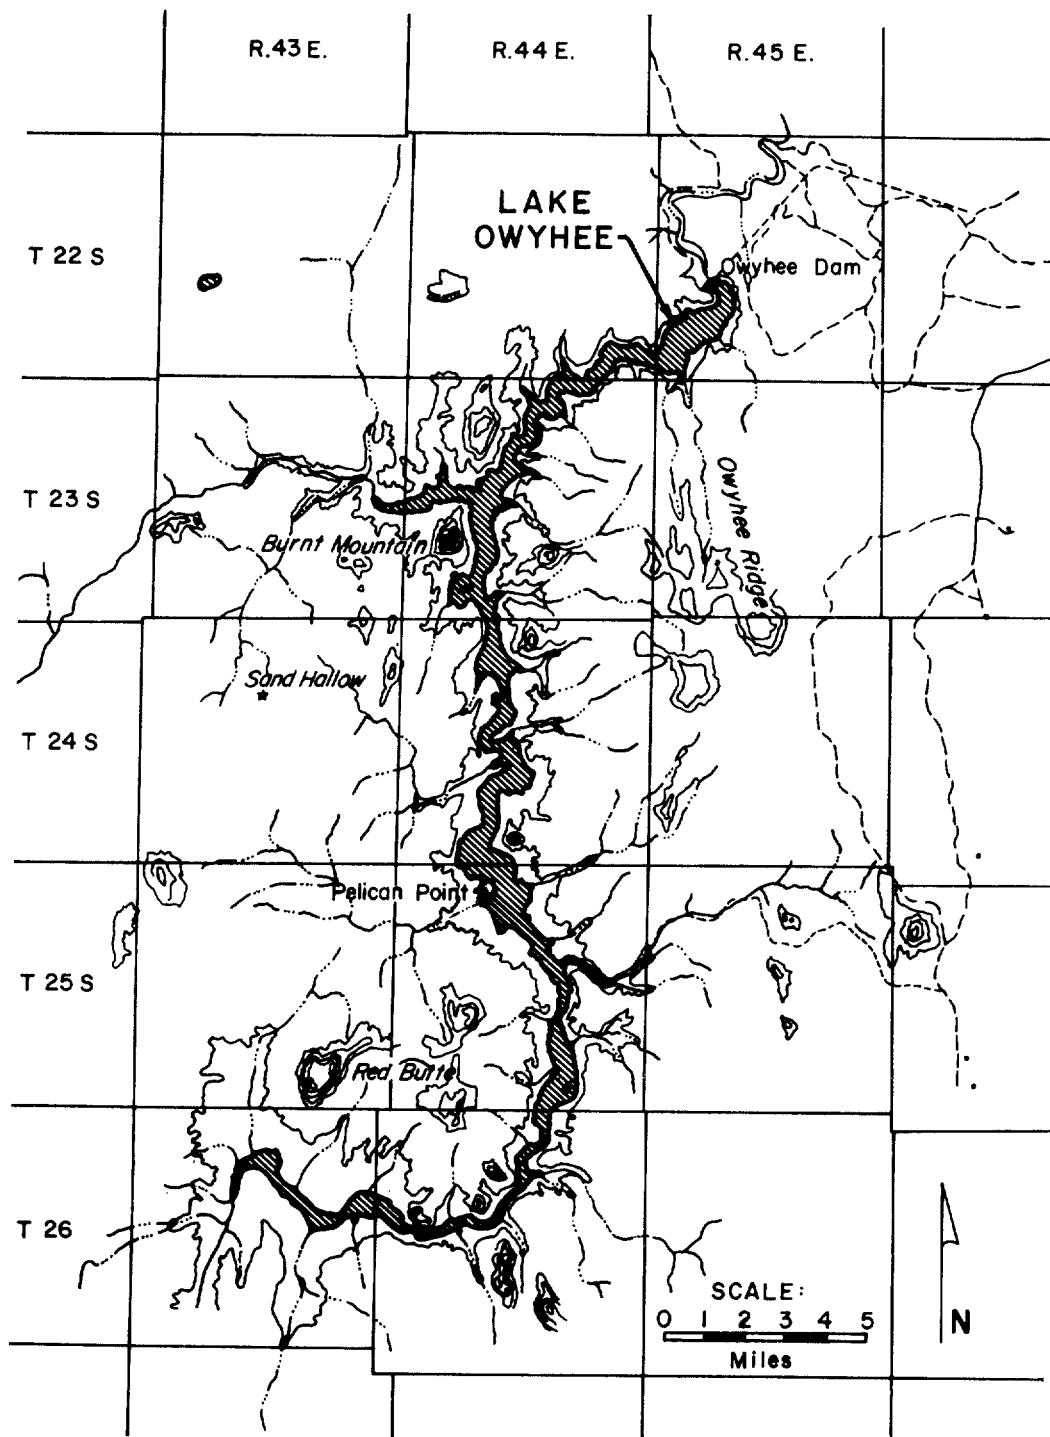 R.43 E.
R.44 E.
R.45 E.
LAKE
OWYHEE
T 22 S
Owyhee Dam
T 23 S
Owyhee Ridge
Burnt Mountain
Sand Hallow
T 24 S
Pelican Point
T 25 S
Red Butte
T 26
SCALE:
0 1 2 3 4 5
Miles
N